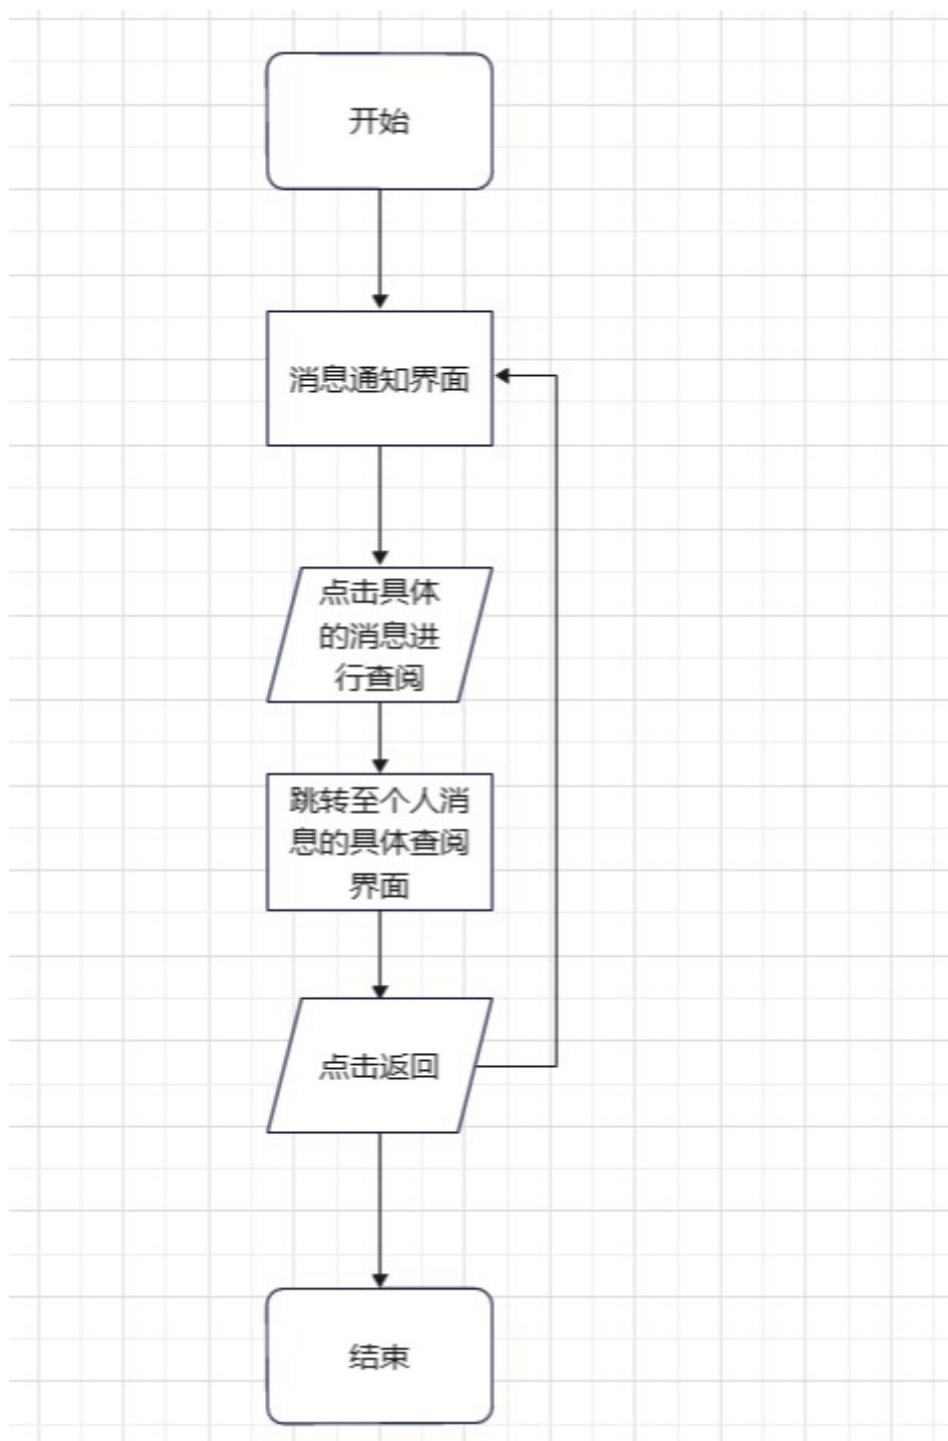 开始
消息通知界面
点击具体
的消息进
行查阅
跳转至个人消
息的具体查阅
界面
点击返回
结束